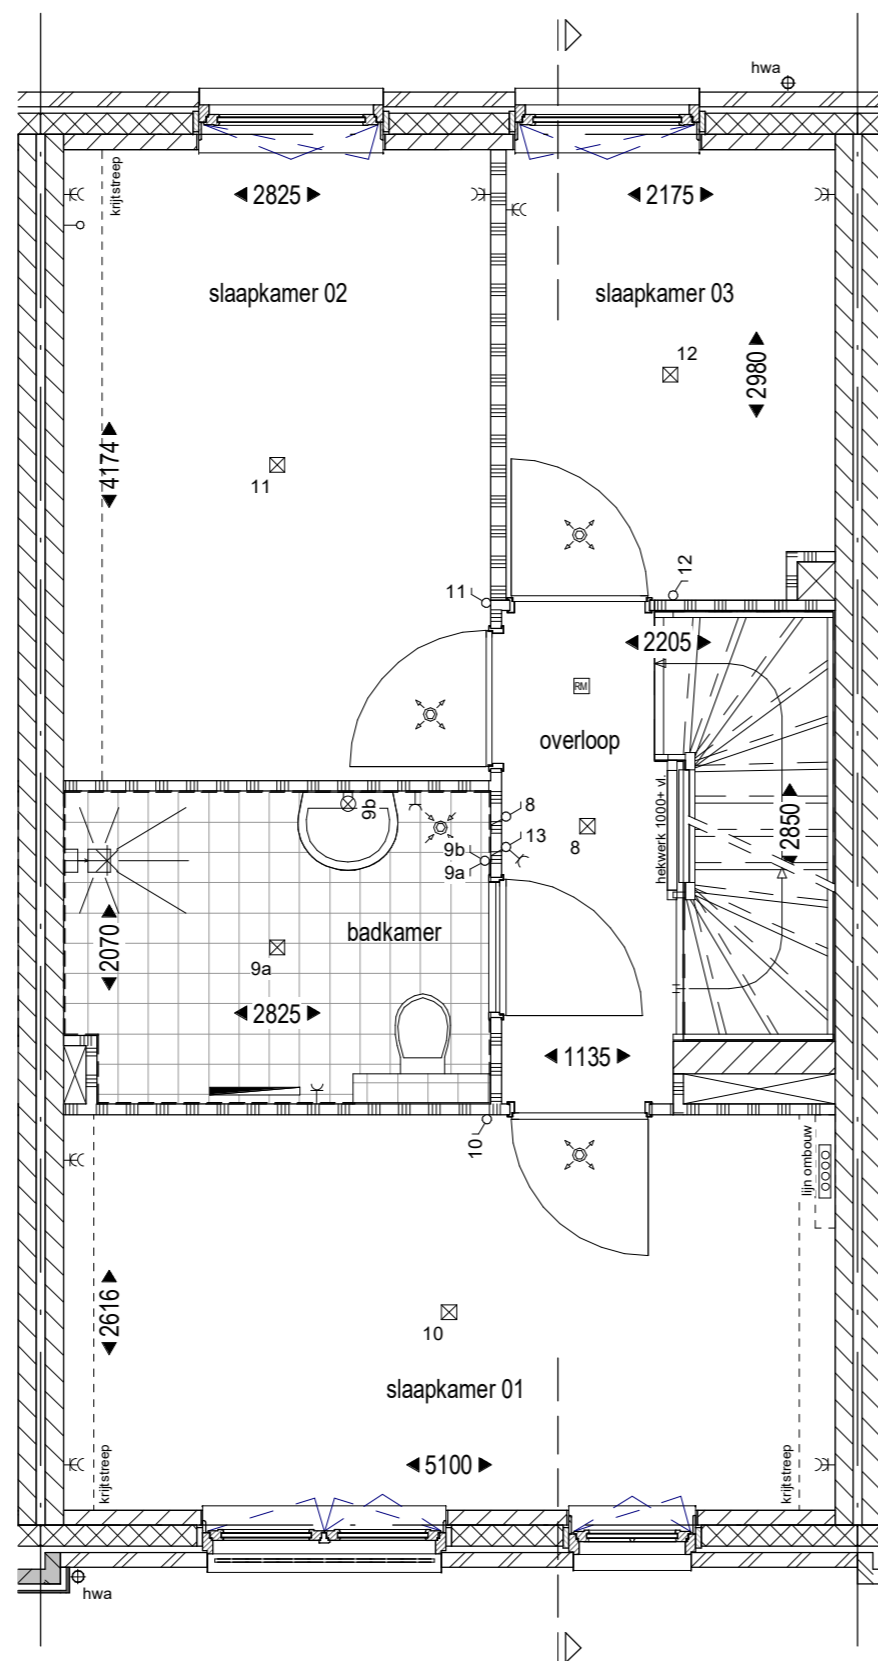 hwa
krijtstreep
2825
2175
slaapkamer 02
slaapkamer 03
12
2980
4174
11
11
12
2205
RM
overloop
hekwerk 1000+ vl.
2850
9b
8
13
9b
9a
8
badkamer
2070
9a
2825
1135
10
lijn ombouw
2616
10
slaapkamer 01
5100
krijtstreep
krijtstreep
hwa